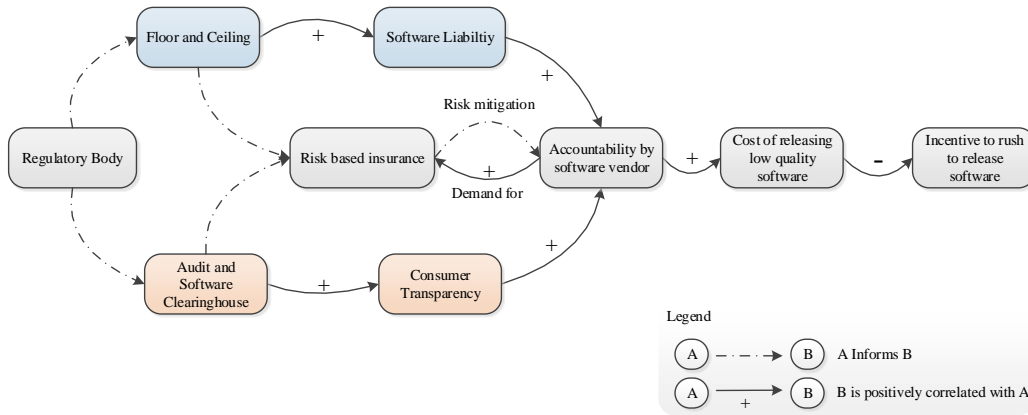 Floor and Ceiling
+
Software Liabiltiy
+
Risk mitigation
Regulatory Body
Risk based insurance
+
Demand for
Accountability by
software vendor
+
Cost of releasing
low quality
software
-
Incentive to rush
to release
software
Audit and
Software
Clearinghouse
+
Consumer
Transparency
+
Legend
A B A Informs B
A + B B is positively correlated with A